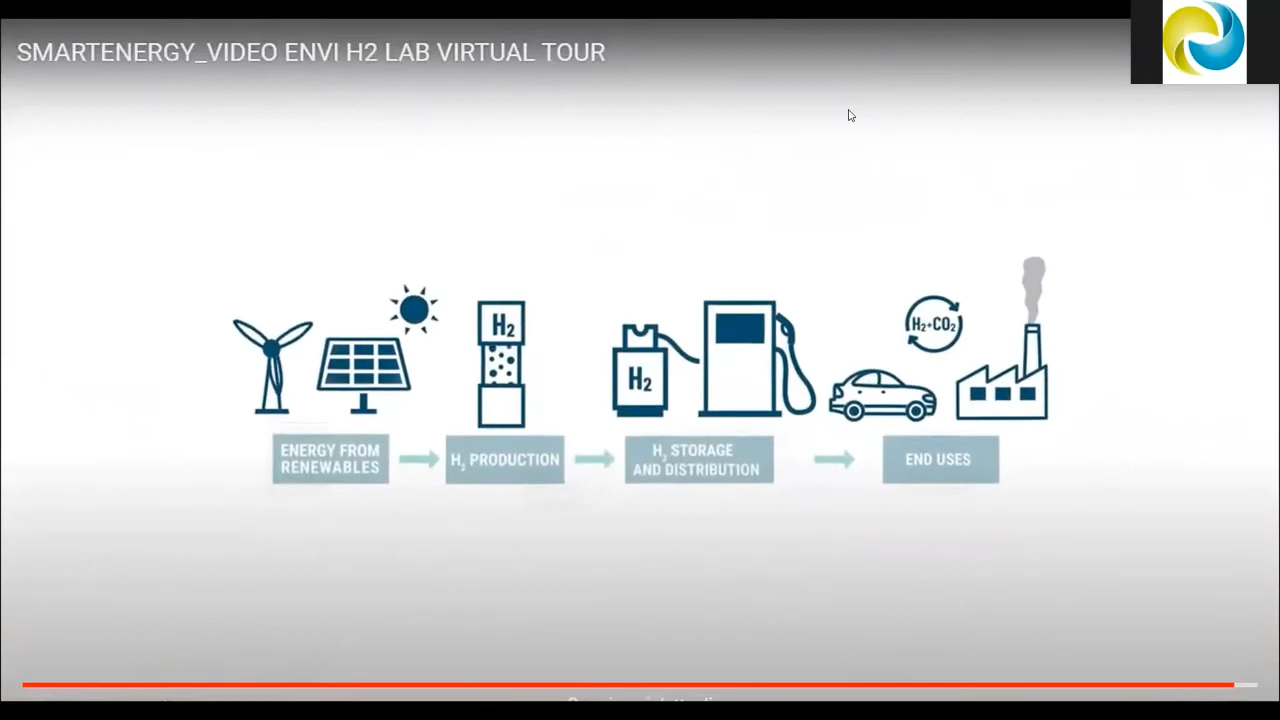 SMARTENERGY_VIDEO ENVI H2 LAB VIRTUAL TOUR
H2
H2
H2+CO2
ENERGY FROM
RENEWABLES
H2 PRODUCTION
H2 STORAGE
AND DISTRIBUTION
END USES